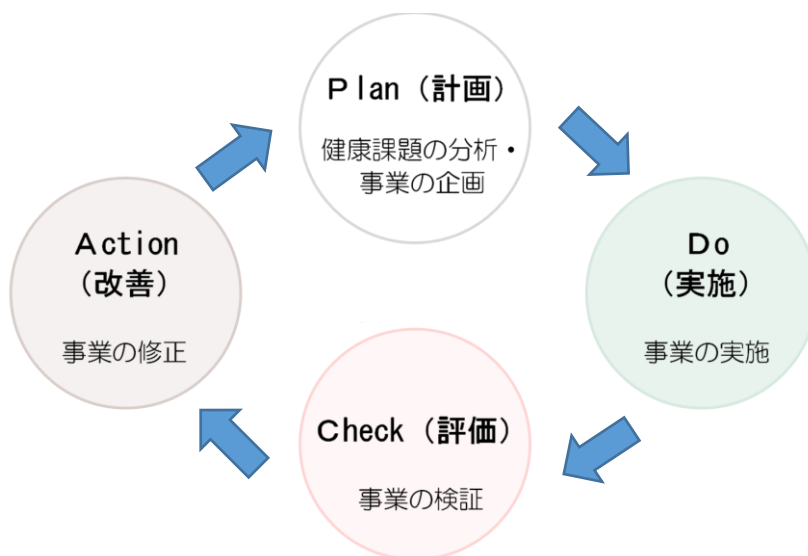 Plan（計画）
健康課題の分析・
事業の企画
Do
（実施）
事業の実施
Check（評価）
事業の検証
Action
（改善）
事業の修正